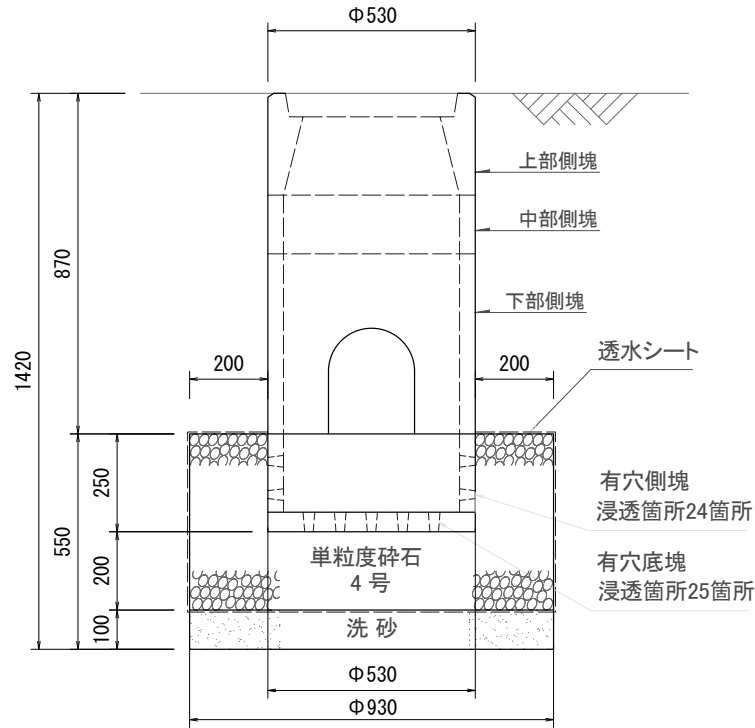 Φ530
上部側塊
中部側塊
870
下部側塊
1420
200
200
透水シート
250
有穴側塊
浸透箇所24箇所
550
単粒度砕石
4号
有穴底塊
浸透箇所25箇所
200
洗砂
100
Φ530
Φ930